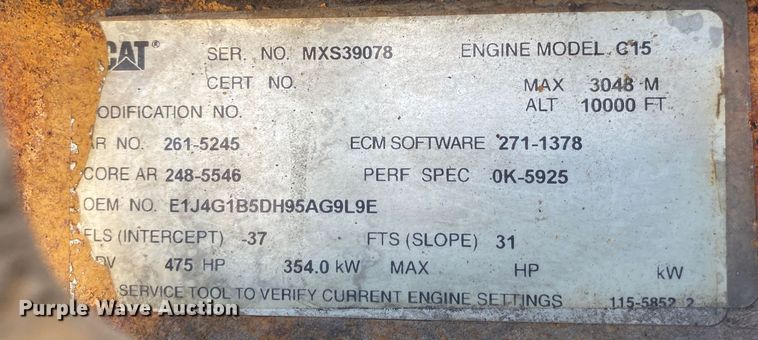 CAT® SER. NO. MXS39078 ENGINE MODEL C15
CERT NO. MAX 3048 M
ODIFICATION NO. ALT 10000 FT
AR NO. 261-5245 ECM SOFTWARE 271-1378
CORE AR 248-5546 PERF SPEC 0K-5925
OEM NO. E1J4G1B5DH95AG9L9E
FLS (INTERCEPT) -37 FTS (SLOPE) 31
DV 475 HP 354.0 kW MAX HP kW
SERVICE TOOL TO VERIFY CURRENT ENGINE SETTINGS 115-5852 2
Purple Wave Auction